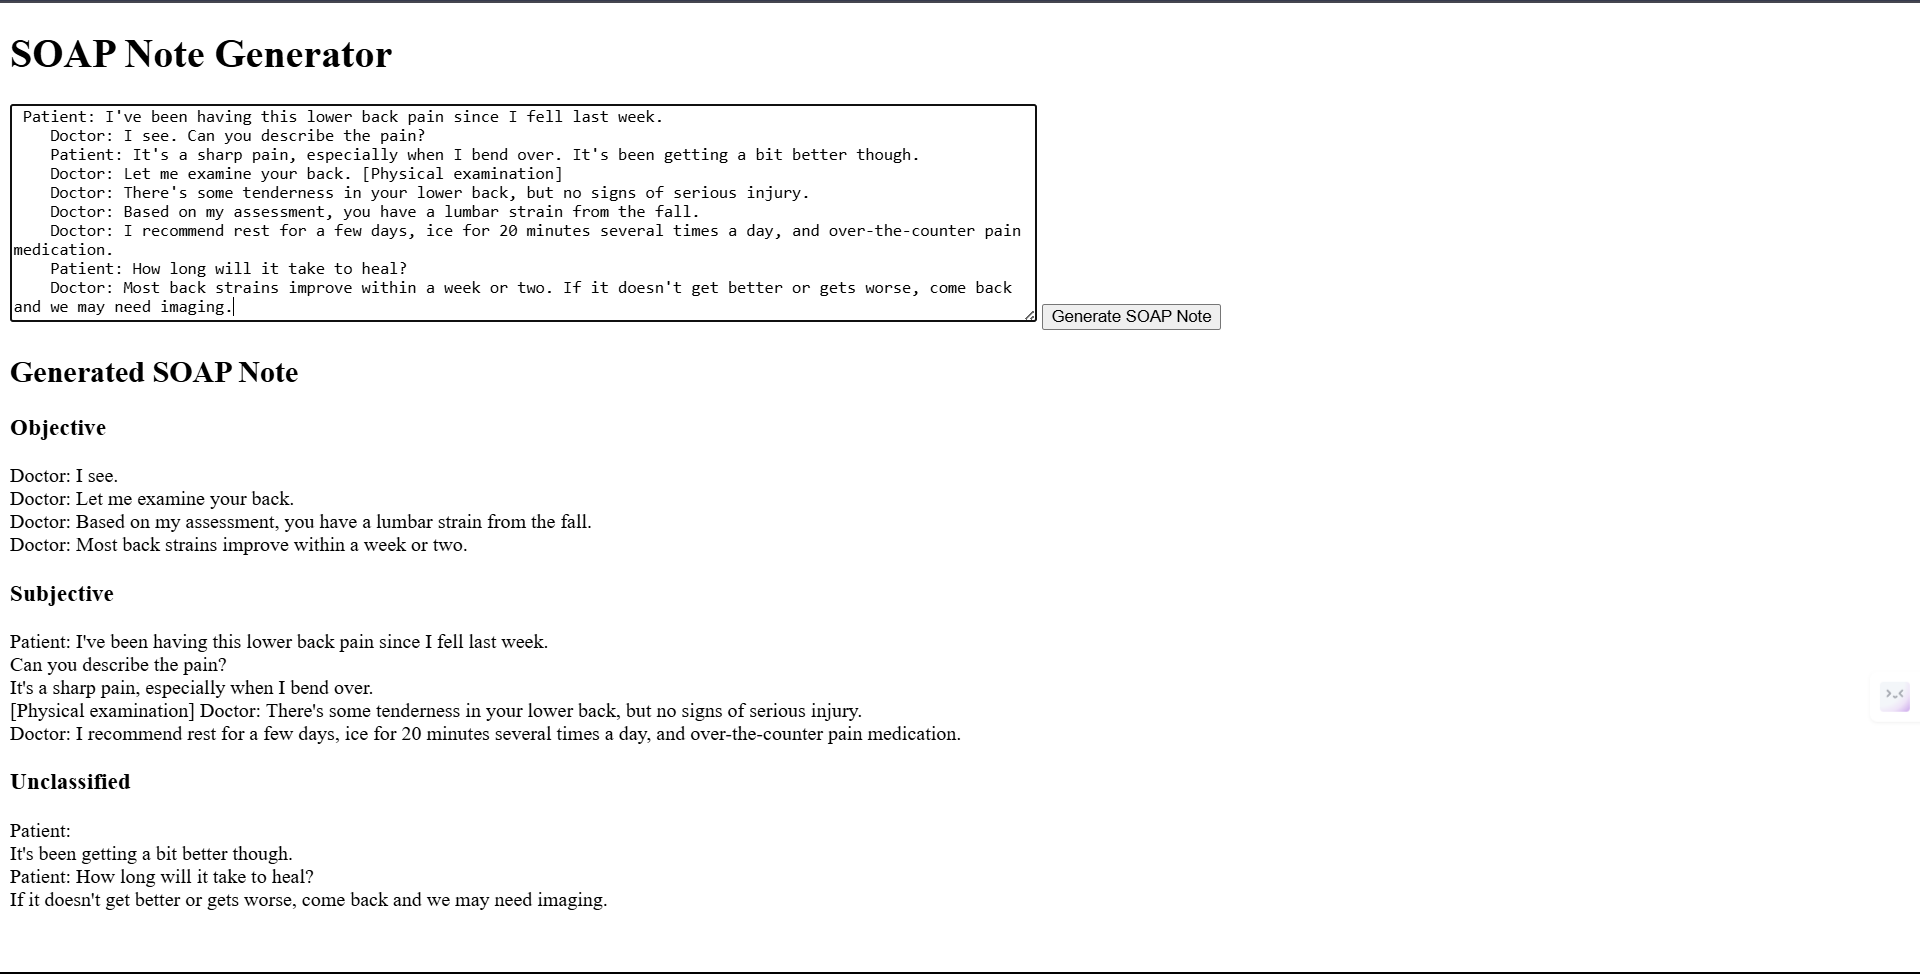 SOAP Note Generator
Patient: I've been having this lower back pain since I fell last week.
Doctor: I see. Can you describe the pain?
Patient: It's a sharp pain, especially when I bend over. It's been getting a bit better though.
Doctor: Let me examine your back. [Physical examination]
Doctor: There's some tenderness in your lower back, but no signs of serious injury.
Doctor: Based on my assessment, you have a lumbar strain from the fall.
Doctor: I recommend rest for a few days, ice for 20 minutes several times a day, and over-the-counter pain
medication.
Patient: How long will it take to heal?
Doctor: Most back strains improve within a week or two. If it doesn't get better or gets worse, come back
and we may need imaging.
Generate SOAP Note
Generated SOAP Note
Objective
Doctor: I see.
Doctor: Let me examine your back.
Doctor: Based on my assessment, you have a lumbar strain from the fall.
Doctor: Most back strains improve within a week or two.
Subjective
Patient: I've been having this lower back pain since I fell last week.
Can you describe the pain?
It's a sharp pain, especially when I bend over.
[Physical examination] Doctor: There's some tenderness in your lower back, but no signs of serious injury.
Doctor: I recommend rest for a few days, ice for 20 minutes several times a day, and over-the-counter pain medication.
Unclassified
Patient:
It's been getting a bit better though.
Patient: How long will it take to heal?
If it doesn't get better or gets worse, come back and we may need imaging.